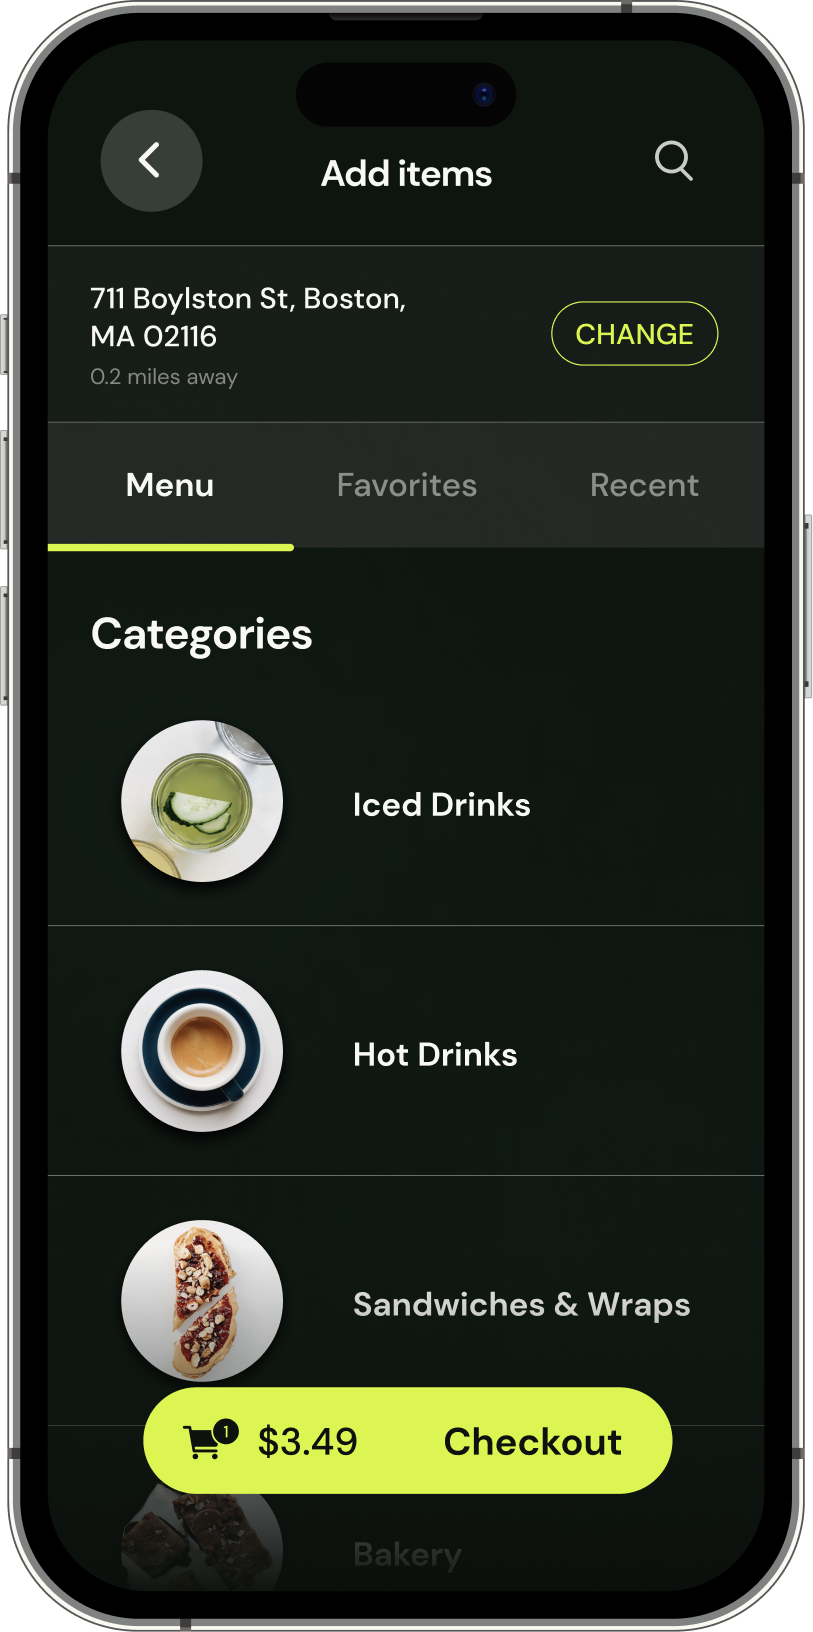 Add items
711 Boylston St, Boston,
MA 02116
0.2 miles away
CHANGE
Menu
Favorites
Recent
Categories
Iced Drinks
Hot Drinks
Sandwiches & Wraps
1
$3.49
Checkout
Bakery